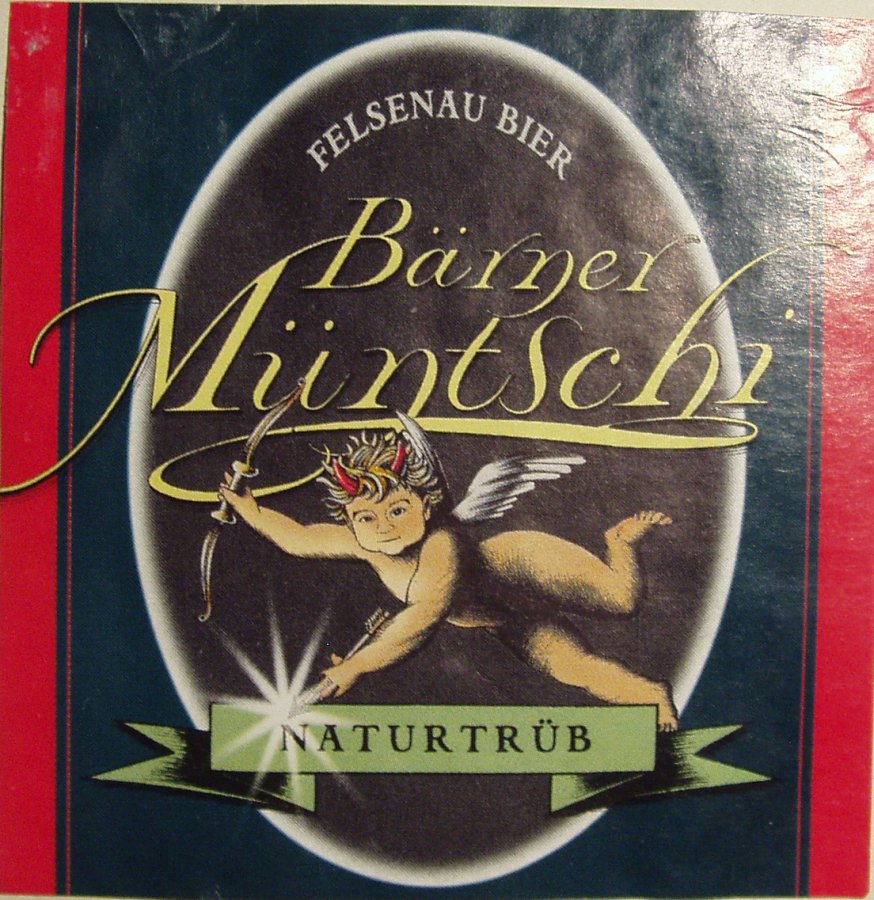 FELSENAU BIER
Bärner
Müntschi
NATURTRÜB